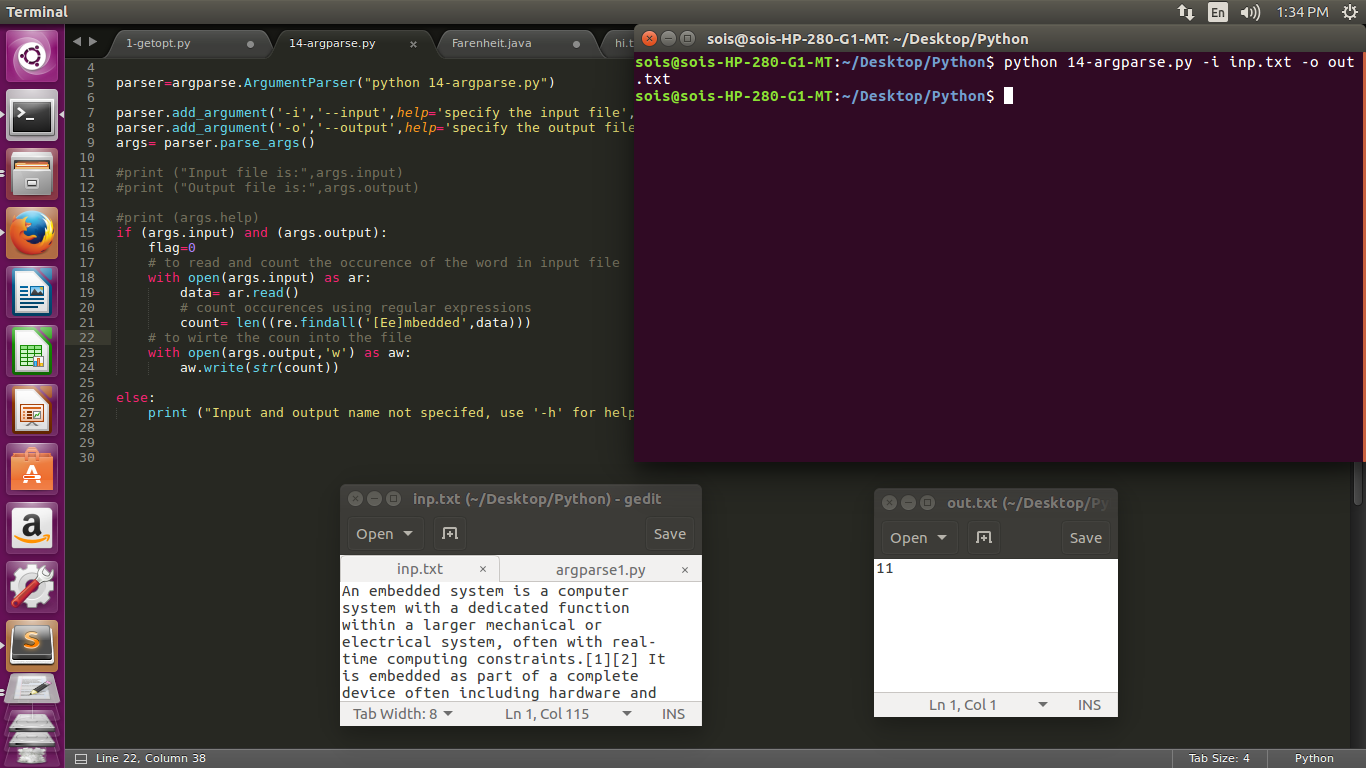 Terminal
En
1:34 PM
1-getopt.py
14-argparse.py
Farenheit.java
hi.t
4
5 parser=argparse.ArgumentParser("python 14-argparse.py")
6
7 parser.add_argument('-i','--input',help='specify the input file',
8 parser.add_argument('-o','--output',help='specify the output file
9 args= parser.parse_args()
10
11 #print ("Input file is:",args.input)
12 #print ("Output file is:",args.output)
13
14 #print (args.help)
15 if (args.input) and (args.output):
16 flag=0
17 # to read and count the occurence of the word in input file
18 with open(args.input) as ar:
19 data= ar.read()
20 # count occurences using regular expressions
21 count= len((re.findall('[Ee]mbedded',data)))
22 # to wirte the coun into the file
23 with open(args.output,'w') as aw:
24 aw.write(str(count))
25
26 else:
27 print ("Input and output name not specifed, use '-h' for help
28
29
30
sois@sois-HP-280-G1-MT: ~/Desktop/Python
sois@sois-HP-280-G1-MT:~/Desktop/Python$ python 14-argparse.py -i inp.txt -o out
.txt
sois@sois-HP-280-G1-MT:~/Desktop/Python$
inp.txt (~/Desktop/Python) - gedit
Open
Save
inp.txt
argparse1.py
An embedded system is a computer
system with a dedicated function
within a larger mechanical or
electrical system, often with real-
time computing constraints.[1][2] It
is embedded as part of a complete
device often including hardware and
Tab Width: 8
Ln 1, Col 115
INS
out.txt (~/Desktop/Py
Open
Save
11
Ln 1, Col 1
INS
Line 22, Column 38
Tab Size: 4
Python